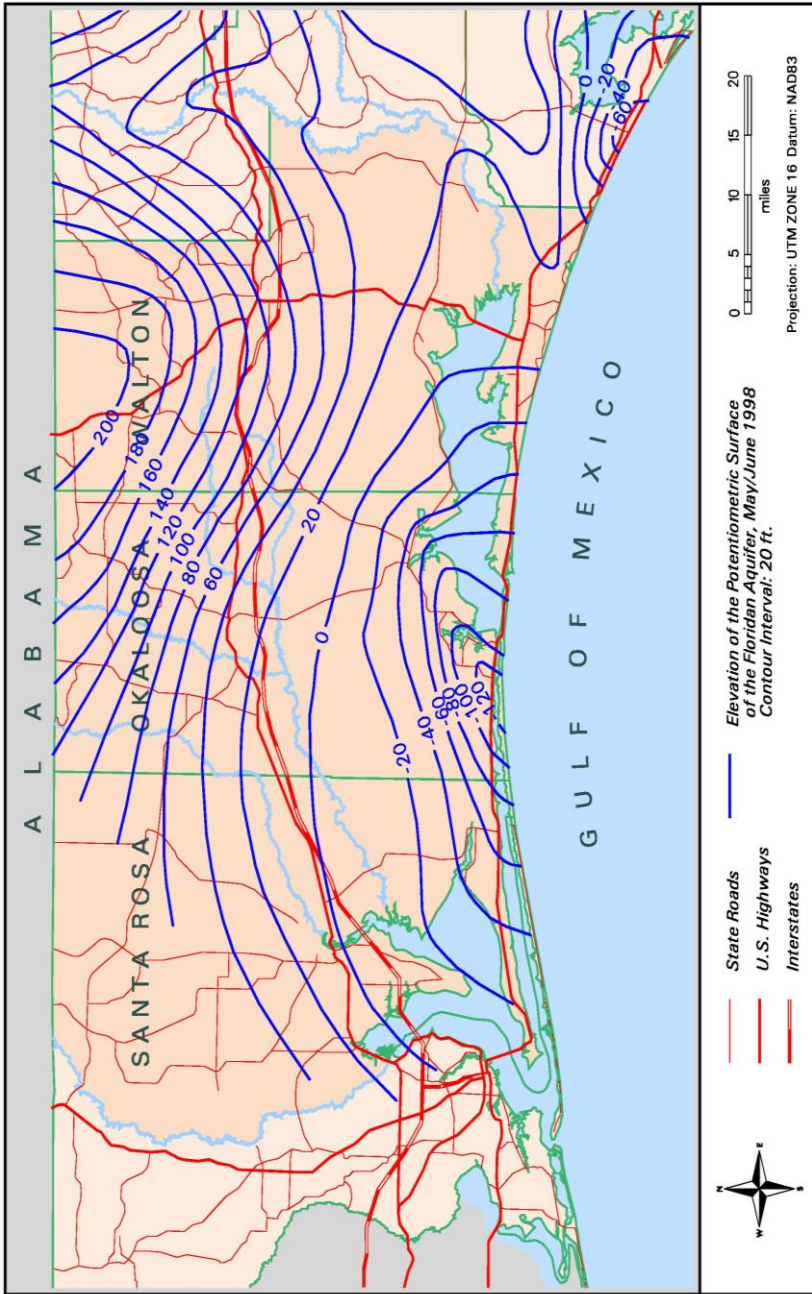 A L A B A M A
SANTA ROSA
OKALOOSA
WALTON
200
180
160
140
120
100
80
60
20
0
-20
-40
-60
-80
-100
-120
0
-20
-40
-60
GULF OF MEXICO
N
W
E
S
State Roads
U.S. Highways
Interstates
Elevation of the Potentiometric Surface
of the Floridan Aquifer, May/June 1998
Contour Interval: 20 ft.
0 5 10 15 20
miles
Projection: UTM ZONE 16 Datum: NAD83